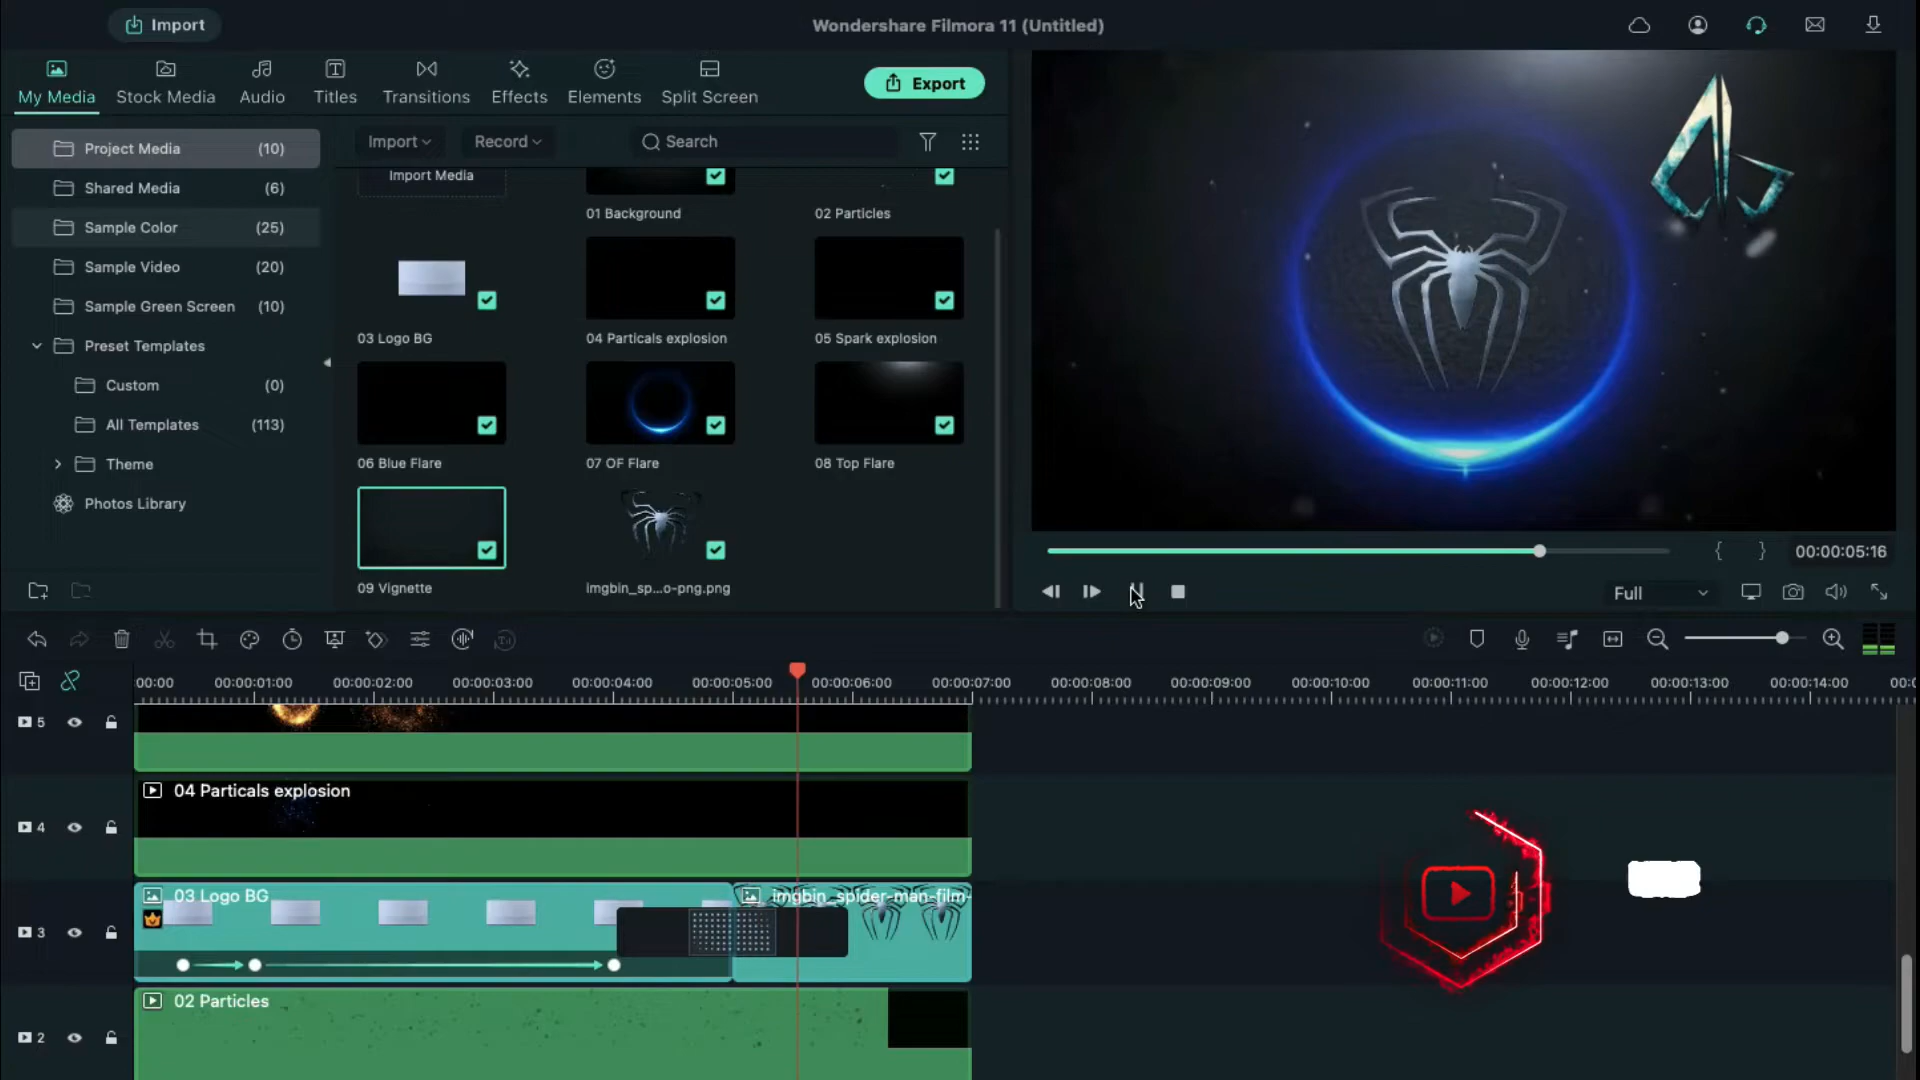 Import
Wondershare Filmora 11 (Untitled)
My Media
Stock Media
Audio
Titles
Transitions
Effects
Elements
Split Screen
Export
Project Media (10)
Shared Media (6)
Sample Color (25)
Sample Video (20)
Sample Green Screen (10)
Preset Templates
Custom (0)
All Templates (113)
Theme
Photos Library
Import
Record
Search
Import Media
01 Background
02 Particles
03 Logo BG
04 Particals explosion
05 Spark explosion
06 Blue Flare
07 OF Flare
08 Top Flare
09 Vignette
imgbin_sp...o-png.png
{ }
00:00:05:16
Full
00:00
00:00:01:00
00:00:02:00
00:00:03:00
00:00:04:00
00:00:05:00
00:00:06:00
00:00:07:00
00:00:08:00
00:00:09:00
00:00:10:00
00:00:11:00
00:00:12:00
00:00:13:00
00:00:14:00
00:0
5
4
04 Particals explosion
3
03 Logo BG
imgbin_spider-man-film-
2
02 Particles